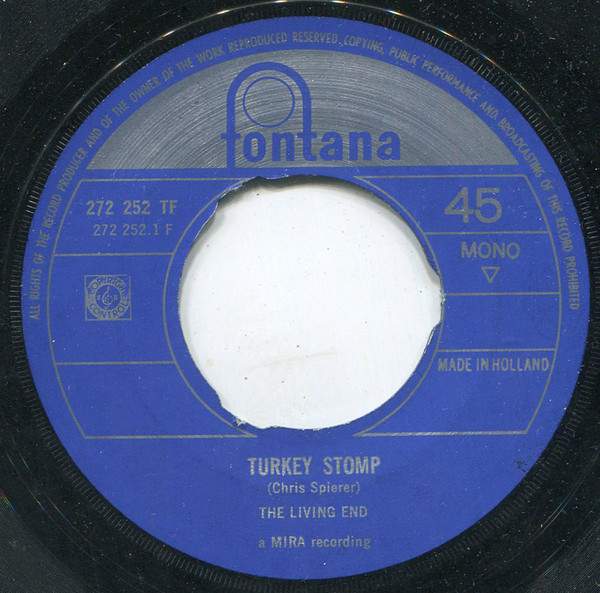 ALL RIGHTS OF THE RECORD PRODUCER AND OF THE OWNER OF THE WORK REPRODUCED RESERVED. COPYING, PUBLIC PERFORMANCE AND BROADCASTING OF THIS RECORD PROHIBITED
fontana
272 252 TF
272 252.1 F
45
MONO
COPYRIGHT
CONTROL
MADE IN HOLLAND
TURKEY STOMP
(Chris Spierer)
THE LIVING END
a MIRA recording